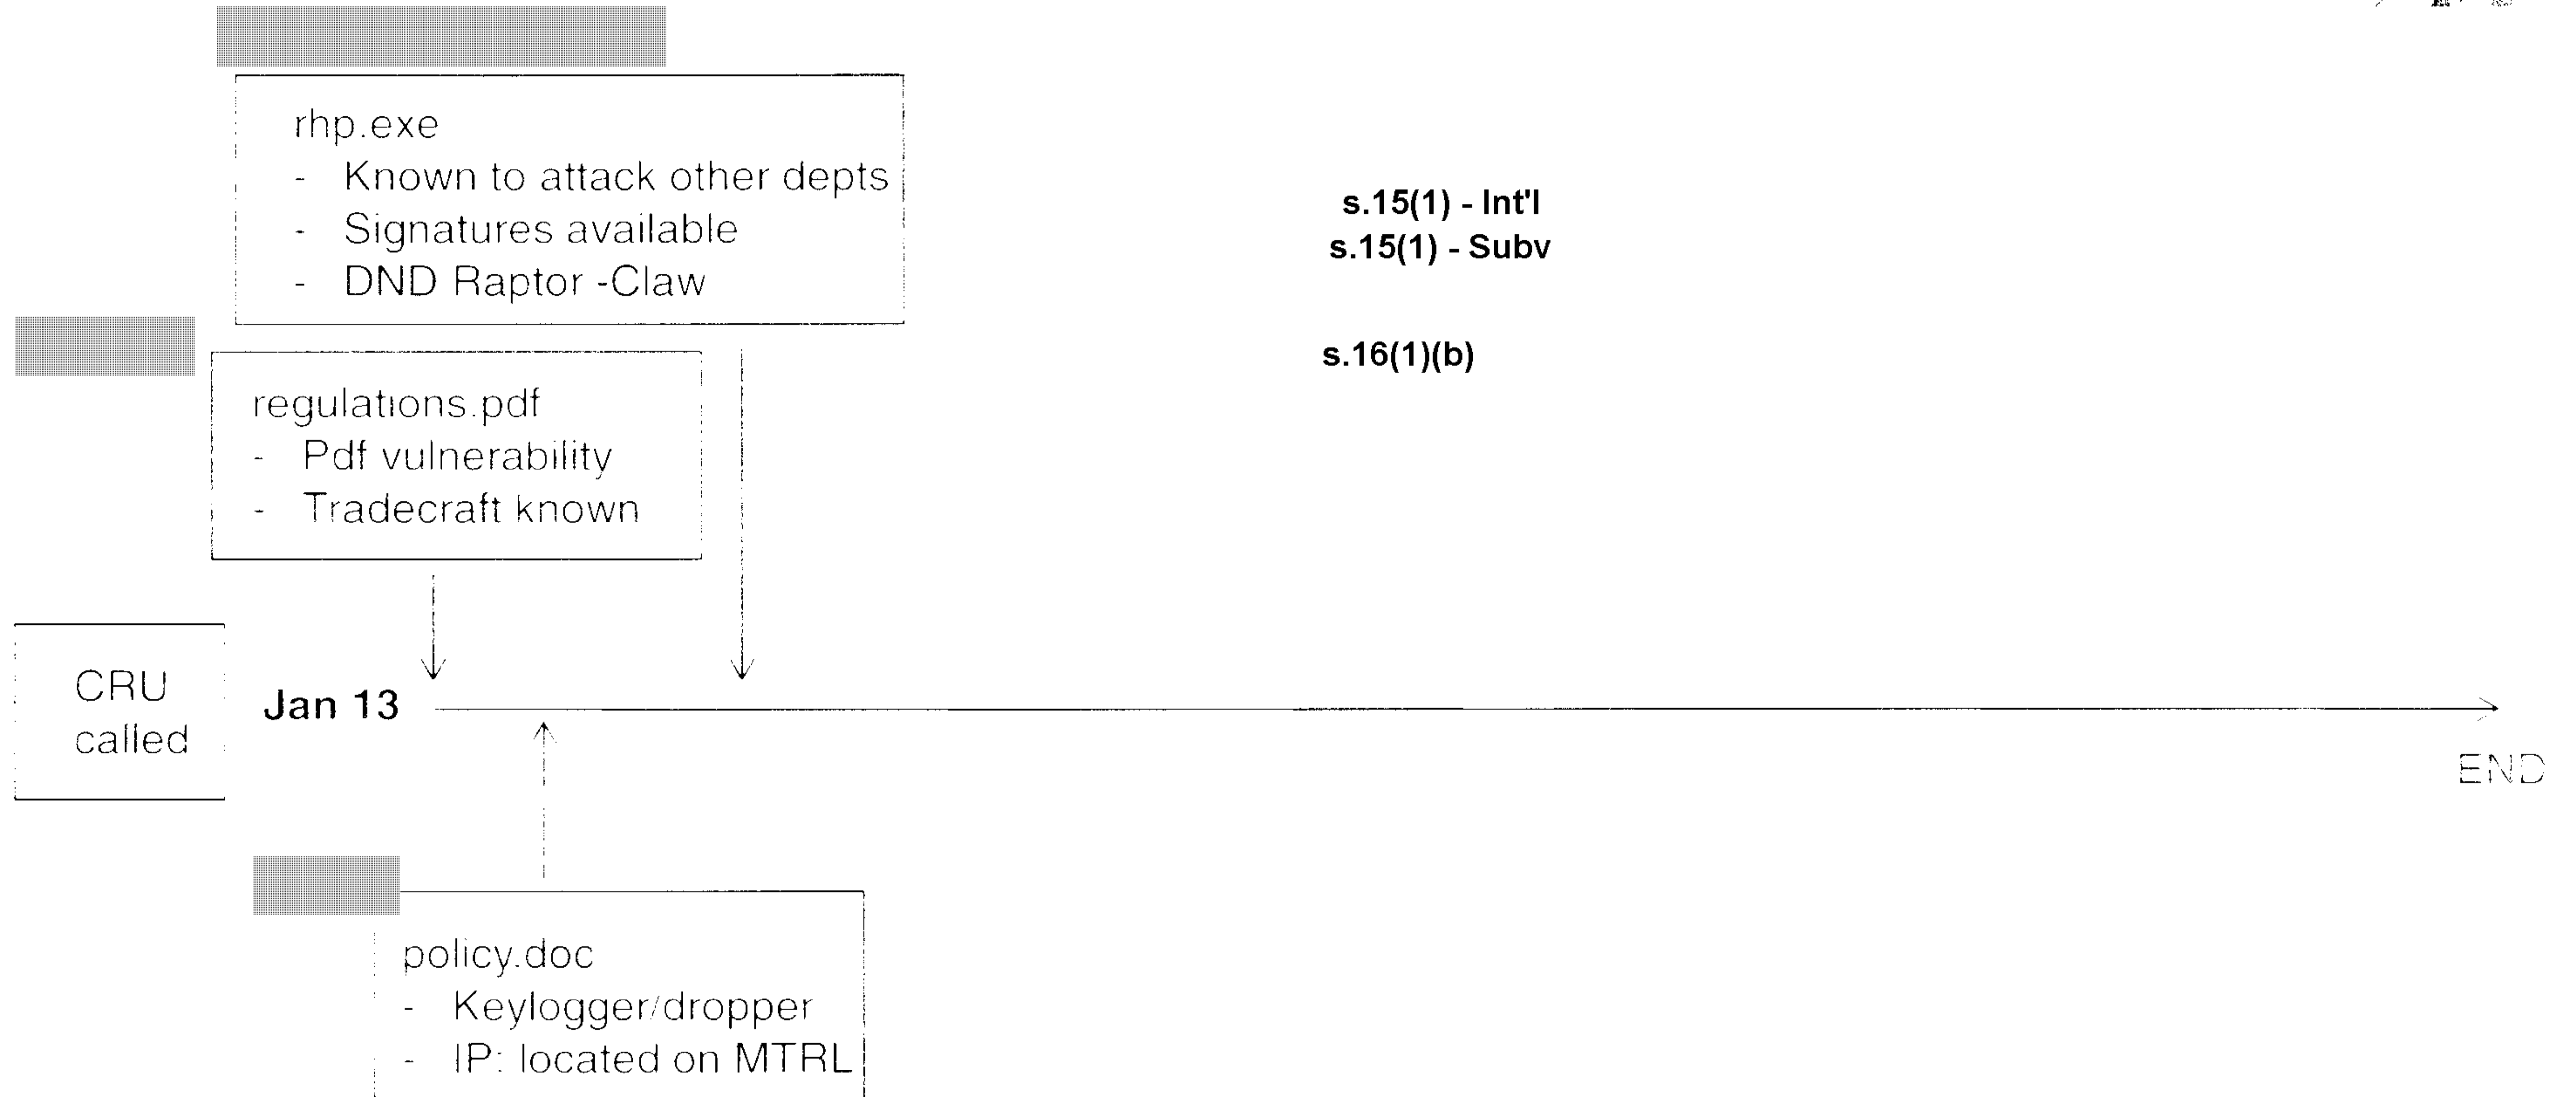 rhp.exe
- Known to attack other depts
- Signatures available
- DND Raptor -Claw
s.15(1) - Int'l
s.15(1) - Subv
s.16(1)(b)
regulations.pdf
- Pdf vulnerability
- Tradecraft known
CRU
called
Jan 13
END
policy.doc
- Keylogger/dropper
- IP: located on MTRL